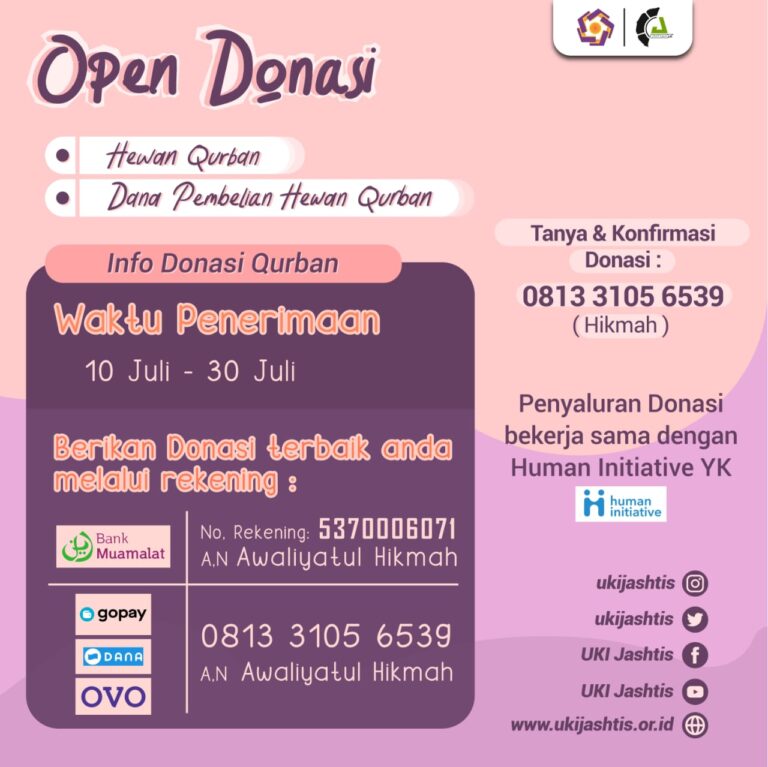 Open Donasi
Hewan Qurban
Dana Pembelian Hewan Qurban
Info Donasi Qurban
Waktu Penerimaan
10 Juli - 30 Juli
Berikan Donasi terbaik anda
melalui rekening :
Bank
Muamalat
No. Rekening: 5370006071
A.N Awaliyatul Hikmah
gopay
DANA
OVO
0813 3105 6539
A.N Awaliyatul Hikmah
Tanya & Konfirmasi
Donasi :
0813 3105 6539
( Hikmah )
Penyaluran Donasi
bekerja sama dengan
Human Initiative YK
human
initiative
ukijashtis
ukijashtis
UKI Jashtis
UKI Jashtis
www.ukijashtis.or.id